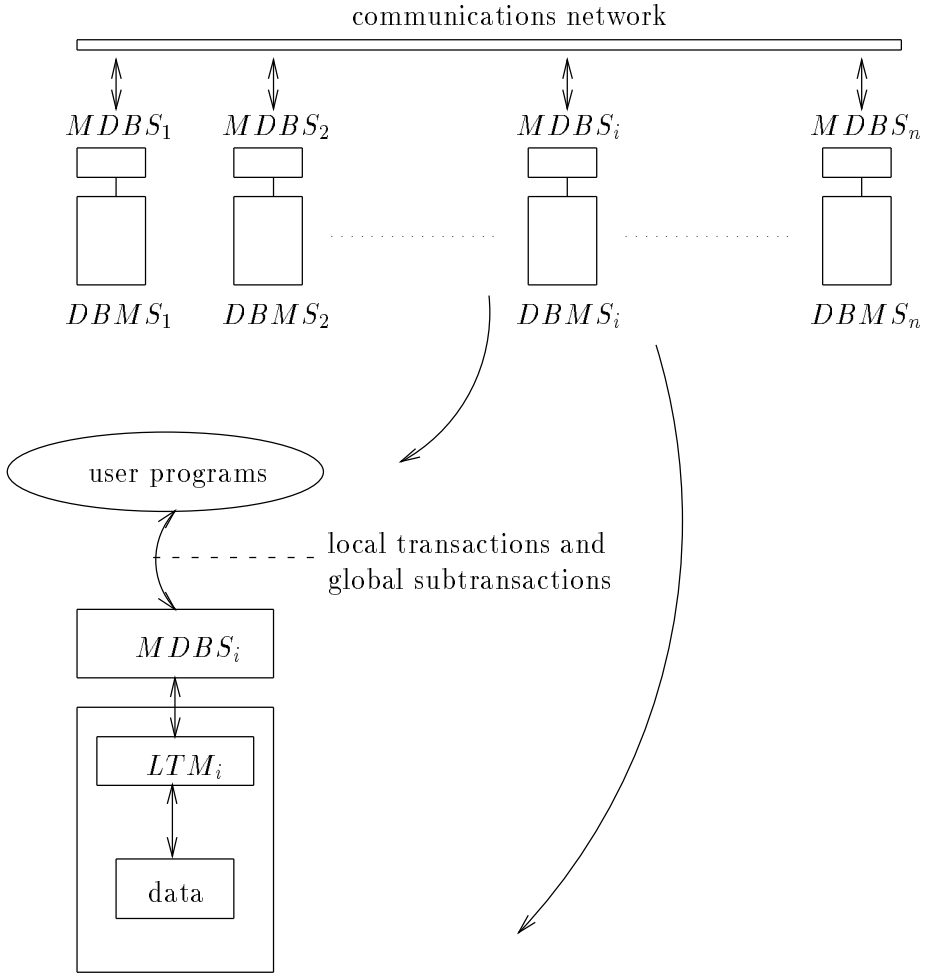 communications network
MDBS₁ MDBS₂ MDBSᵢ MDBSₙ
DBMS₁ DBMS₂ DBMSᵢ DBMSₙ
user programs
local transactions and
global subtransactions
MDBSᵢ
LTMᵢ
data